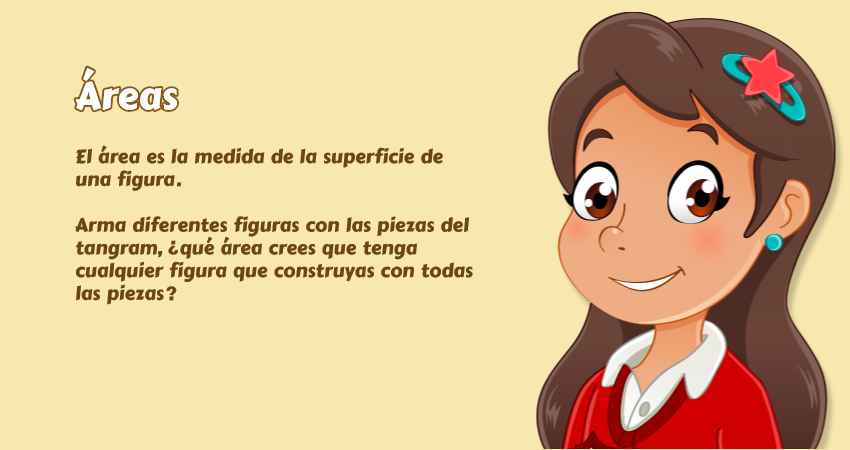 Áreas
El área es la medida de la superficie de
una figura.
Arma diferentes figuras con las piezas del
tangram, ¿qué área crees que tenga
cualquier figura que construyas con todas
las piezas?